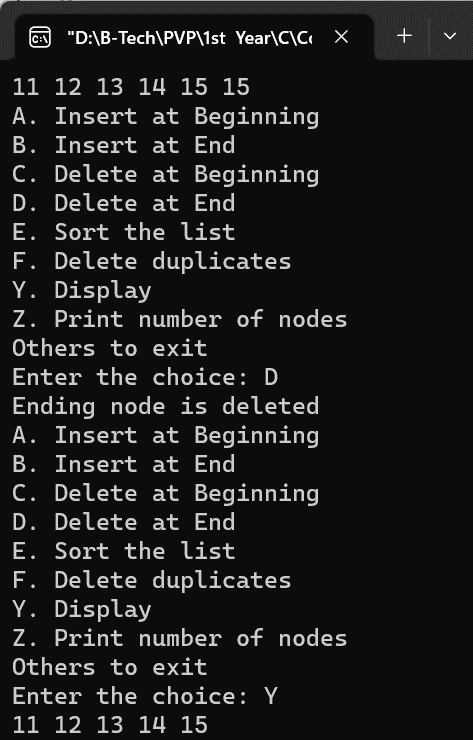 "D:\B-Tech\PVP\1st Year\C\Co
11 12 13 14 15 15
A. Insert at Beginning
B. Insert at End
C. Delete at Beginning
D. Delete at End
E. Sort the list
F. Delete duplicates
Y. Display
Z. Print number of nodes
Others to exit
Enter the choice: D
Ending node is deleted
A. Insert at Beginning
B. Insert at End
C. Delete at Beginning
D. Delete at End
E. Sort the list
F. Delete duplicates
Y. Display
Z. Print number of nodes
Others to exit
Enter the choice: Y
11 12 13 14 15